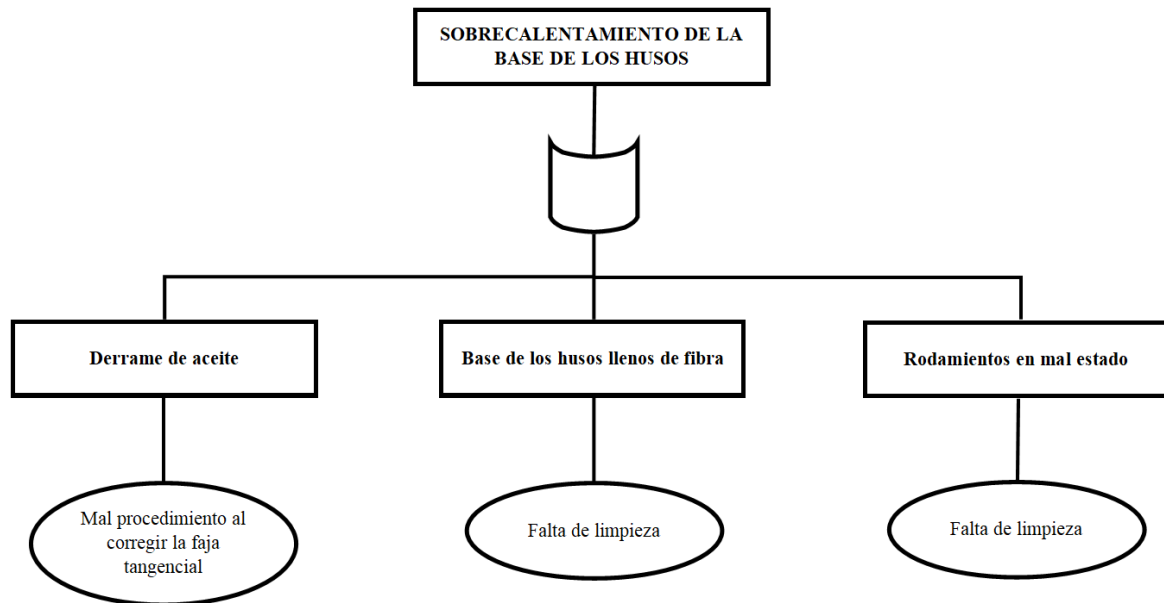 SOBRECALENTAMIENTO DE LA
BASE DE LOS HUSOS
Derrame de aceite
Base de los husos llenos de fibra
Rodamientos en mal estado
Mal procedimiento al
corregir la faja
tangencial
Falta de limpieza
Falta de limpieza